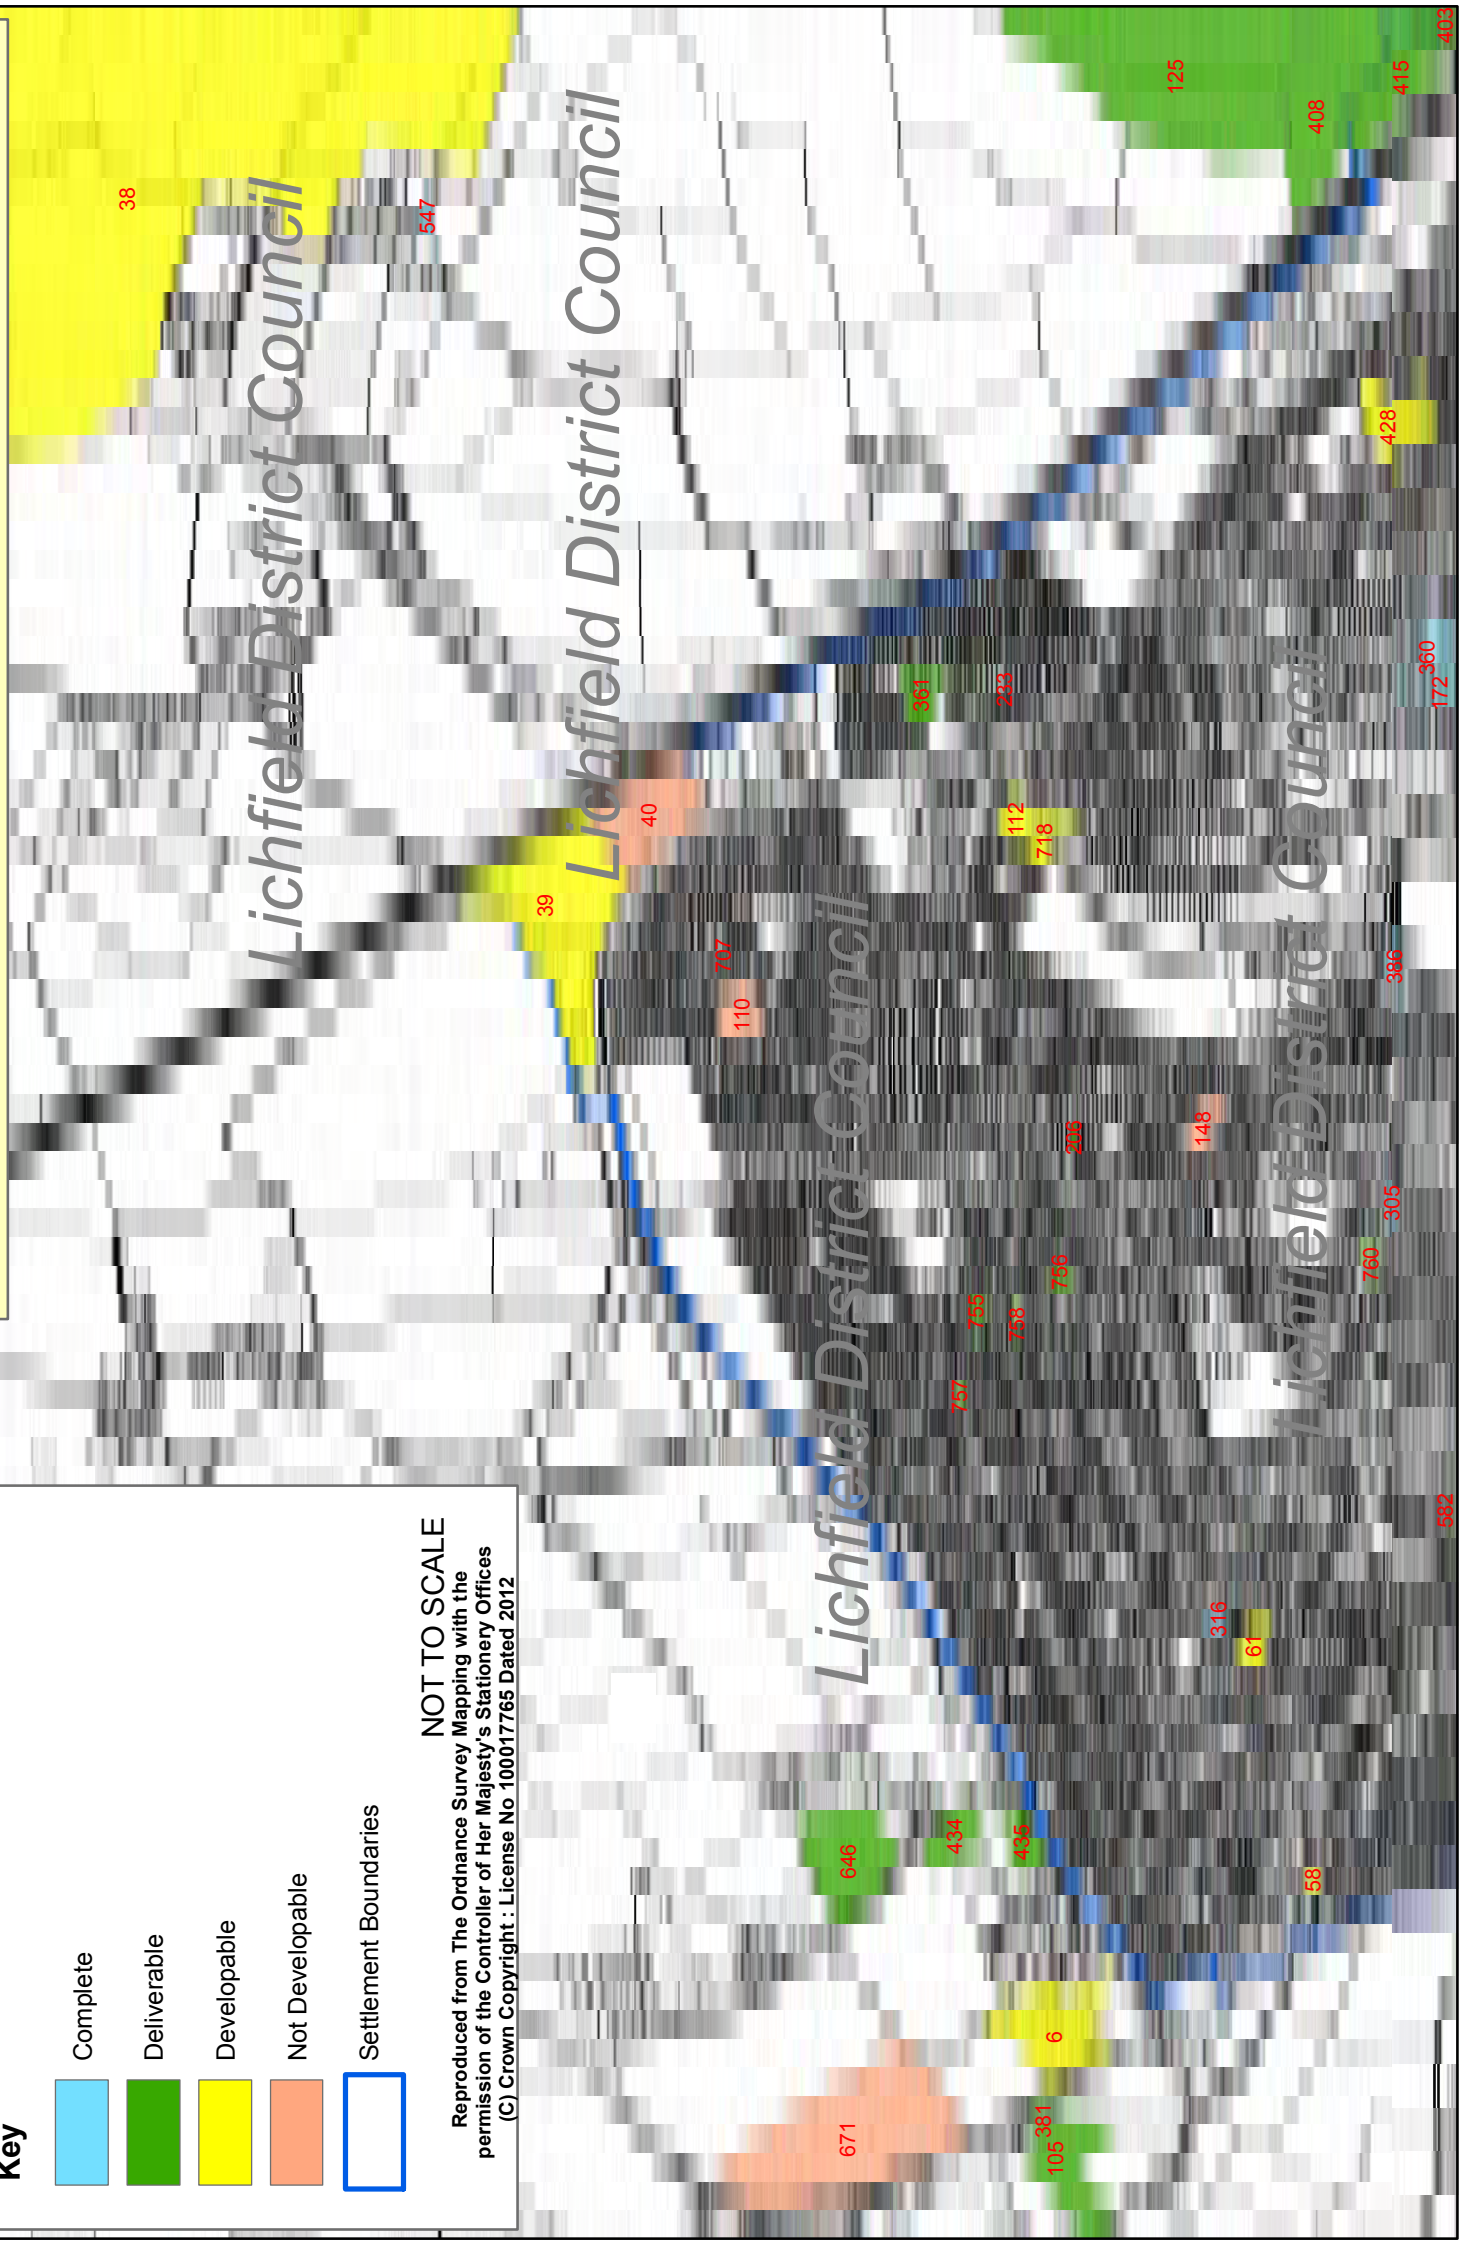 Key
Complete
Deliverable
Developable
Not Developable
Settlement Boundaries
NOT TO SCALE
Reproduced from The Ordnance Survey Mapping with the
permission of the Controller of Her Majesty's Stationery Offices
(C) Crown Copyright : License No 100017765 Dated 2012
Lichfield District Council
Lichfield District Council
Lichfield District Council
Lichfield District Council
38
547
125
408
415
403
428
361
233
360
172
40
39
112
718
707
110
386
206
148
305
756
760
755
758
757
582
316
61
646
434
435
58
6
671
381
105